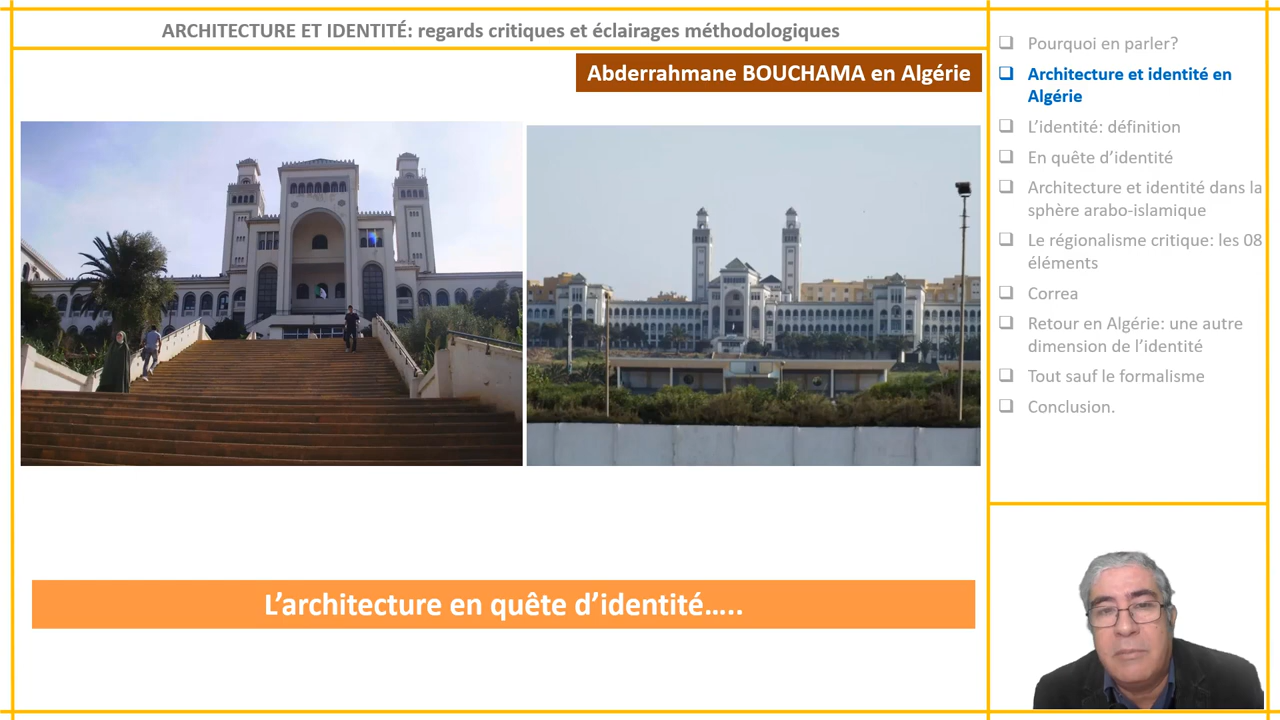 ARCHITECTURE ET IDENTITÉ: regards critiques et éclairages méthodologiques
Abderrahmane BOUCHAMA en Algérie
L'architecture en quête d'identité…..
Pourquoi en parler?
Architecture et identité en
Algérie
L'identité: définition
En quête d'identité
Architecture et identité dans la
sphère arabo-islamique
Le régionalisme critique: les 08
éléments
Correa
Retour en Algérie: une autre
dimension de l'identité
Tout sauf le formalisme
Conclusion.